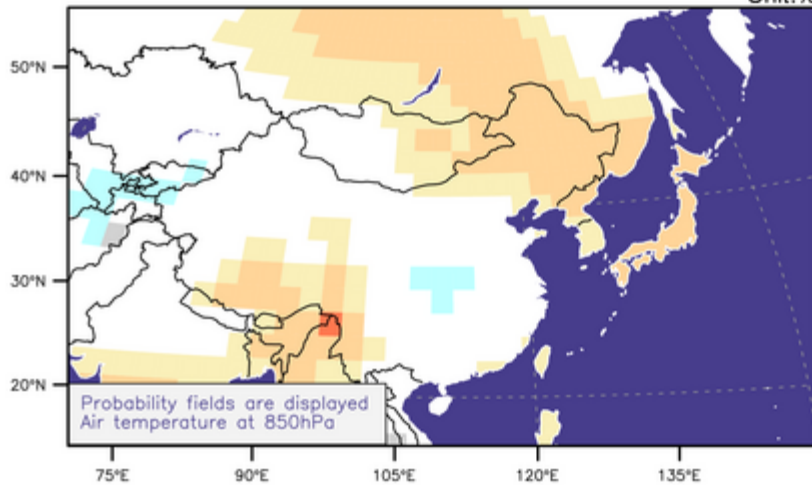 50°N
40°N
30°N
20°N
Probability fields are displayed
Air temperature at 850hPa
75°E 90°E 105°E 120°E 135°E